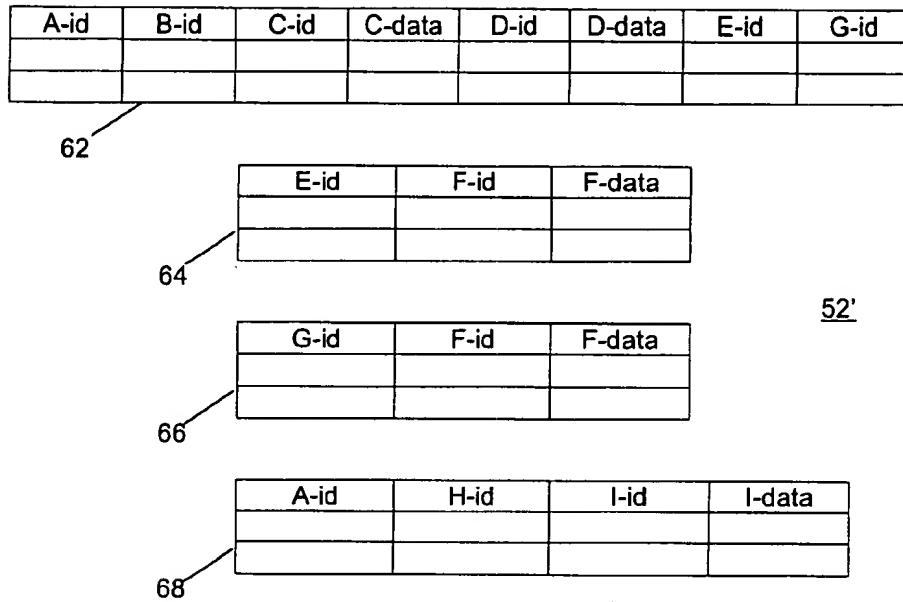 A-id B-id C-id C-data D-id D-data E-id G-id
62
E-id F-id F-data
64
52'
G-id F-id F-data
66
A-id H-id I-id I-data
68